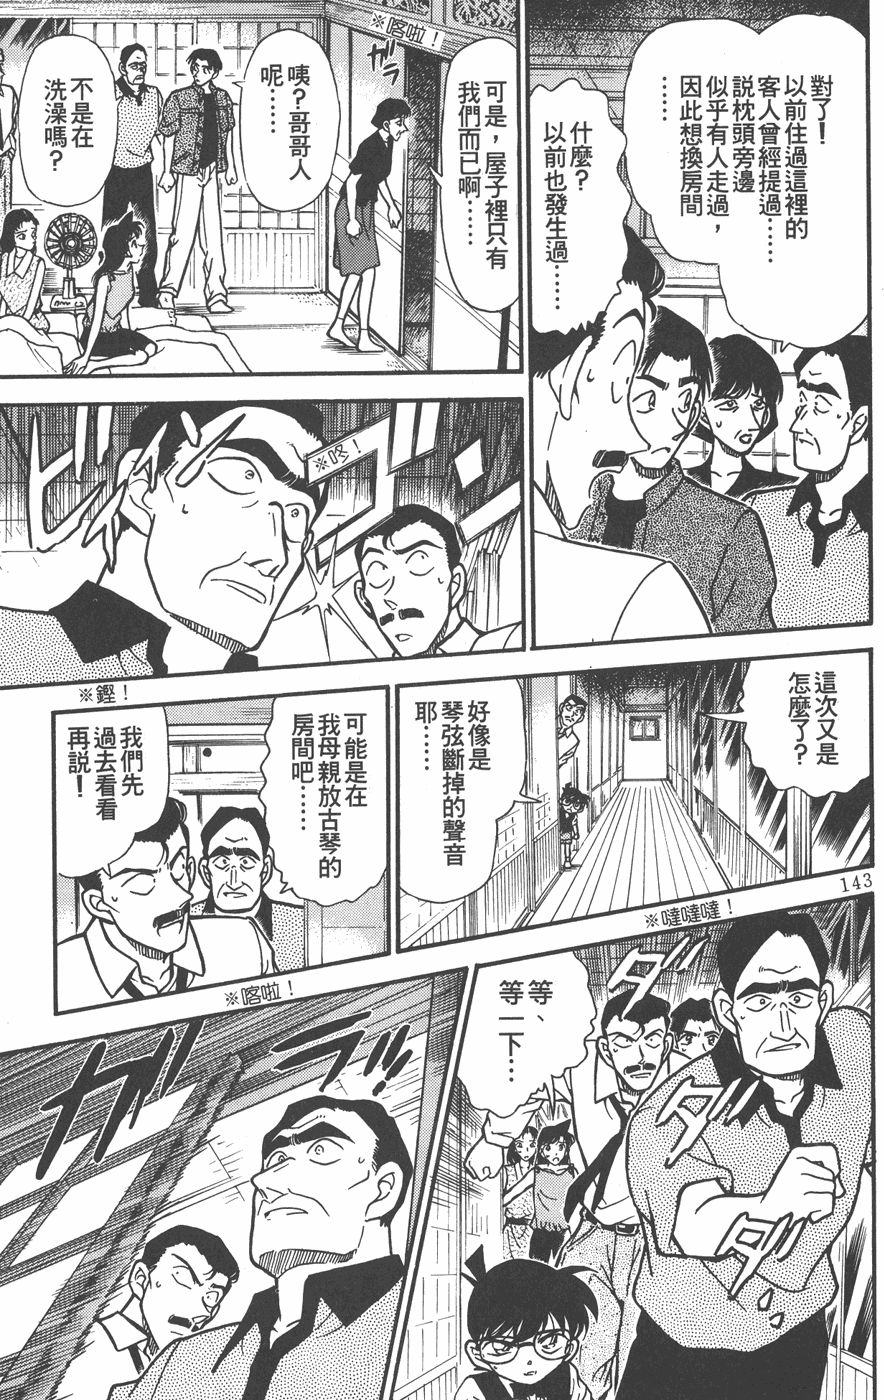 對了！
以前住過這裡的
客人曾經提過……
說枕頭旁邊
似乎有人走過，
因此想換房間
……
什麼？
以前也發生過……
※喀啦！
ガラ
可是，屋子裡只有
我們而已啊……
咦？哥哥人
呢……
不是在
洗澡嗎？
※咚！
※鏗！
這次又是
怎麼了？
好像是
琴弦斷掉的聲音
耶……
可能是在
我母親放古琴的
房間吧……
我們先
過去看看
再說！
143
※噠噠噠！
ダダダ
等、
等一下…
※喀啦！